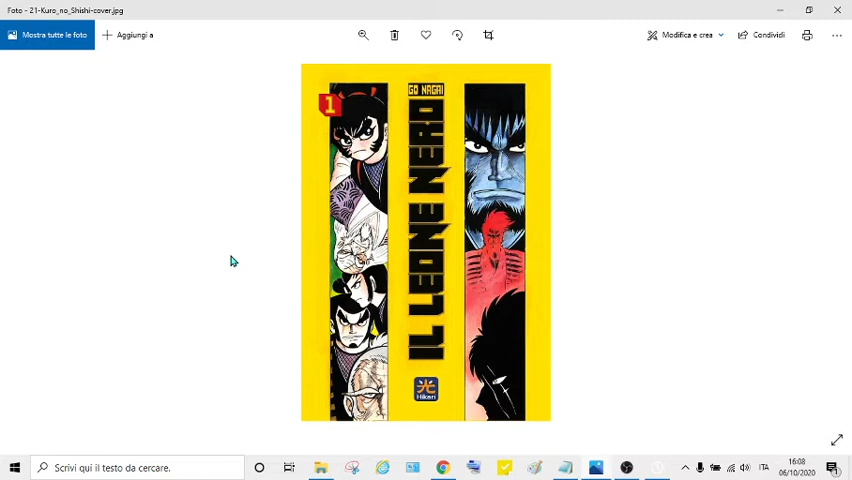 Foto - 21-Kuro_no_Shishi-cover.jpg
Mostra tutte le foto
Aggiungi a
Modifica e crea
Condividi
1
GO NAGAI
IL LEONE NERO
光
Hikari
Scrivi qui il testo da cercare.
ITA
16:08
06/10/2020